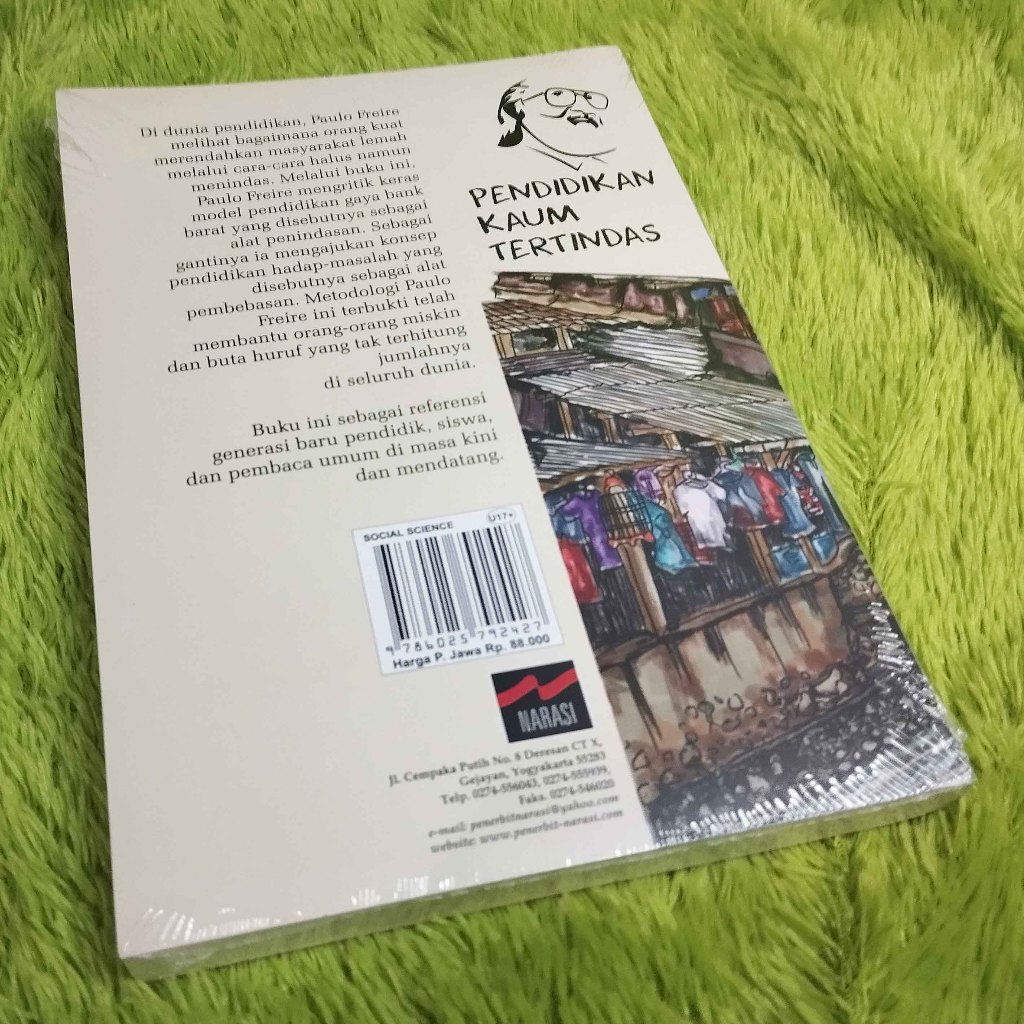 Di dunia pendidikan, Paulo Freire
melihat bagaimana orang kuat
merendahkan masyarakat lemah
melalui cara-cara halus namun
menindas. Melalui buku ini,
Paulo Freire mengritik keras
model pendidikan gaya bank
barat yang disebutnya sebagai
alat penindasan. Sebagai
gantinya ia mengajukan konsep
pendidikan hadap-masalah yang
disebutnya sebagai alat
pembebasan. Metodologi Paulo
Freire ini terbukti telah
membantu orang-orang miskin
dan buta huruf yang tak terhitung
jumlahnya
di seluruh dunia.
Buku ini sebagai referensi
generasi baru pendidik, siswa,
dan pembaca umum di masa kini
dan mendatang.
PENDIDIKAN
KAUM
TERTINDAS
SOCIAL SCIENCE U17+
9 786025 792427
Harga P. Jawa Rp. 88.000
NARASI
Jl. Cempaka Putih No. 8 Deresan CT X,
Gejayan, Yogyakarta 55283
Telp. 0274-556043, 0274-555939,
Faks. 0274-546020
e-mail: penerbitnarasi@yahoo.com
website: www.penerbit-narasi.com